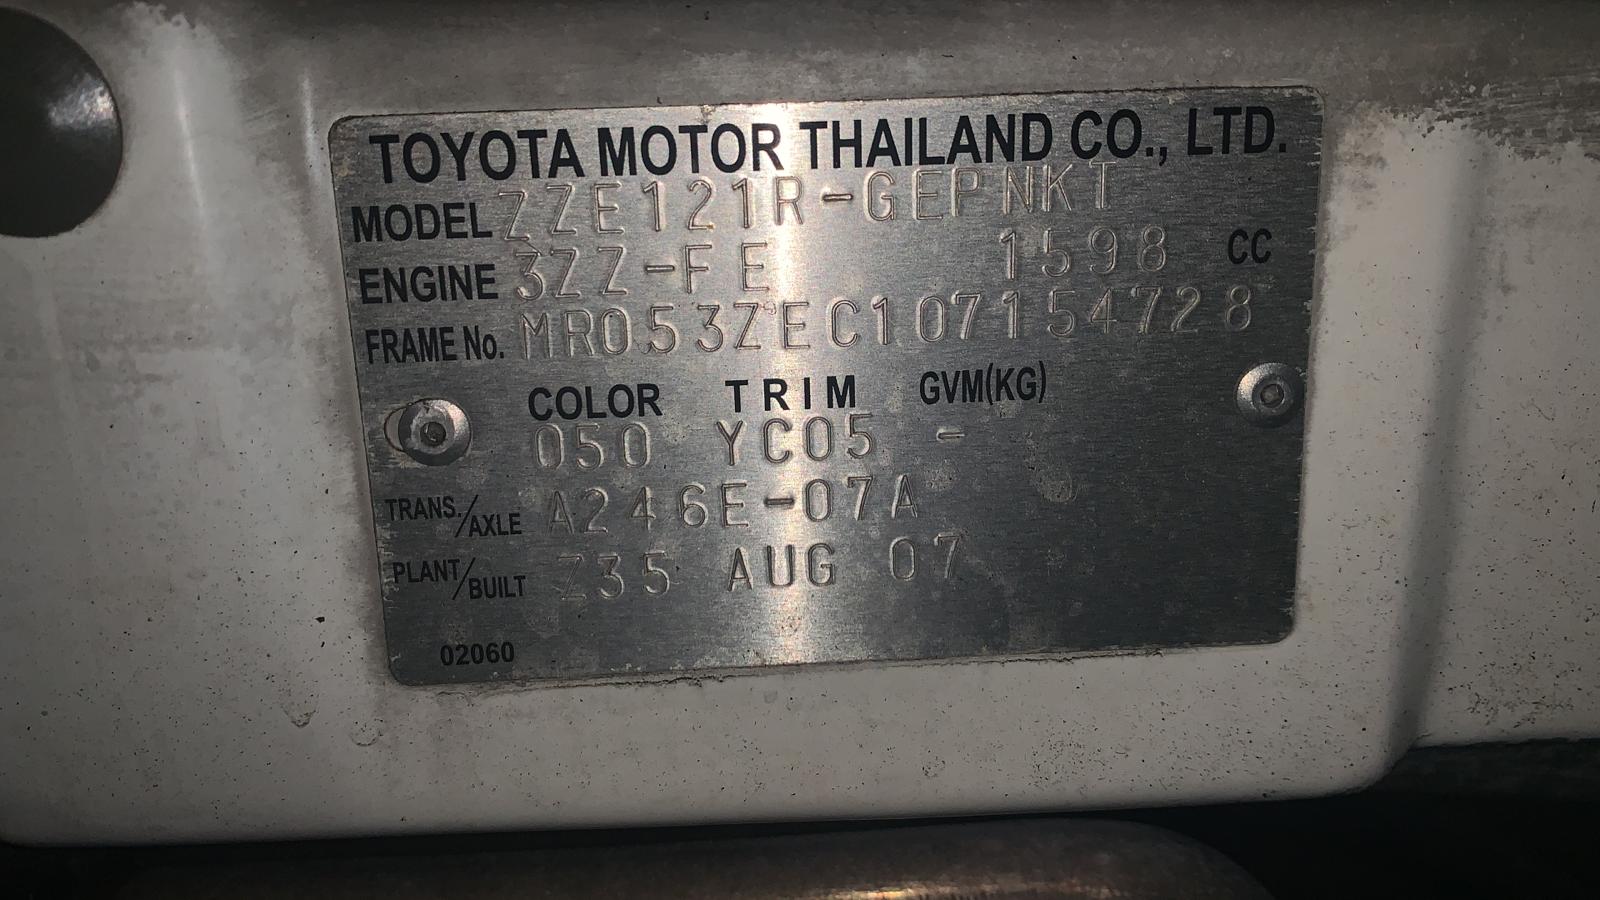 TOYOTA MOTOR THAILAND CO., LTD.
MODEL ZZE121R-GEPNKT
ENGINE 3ZZ-FE 1598 CC
FRAME No. MR053ZEC107154728
COLOR TRIM GVM(KG)
050 YC05 -
TRANS./AXLE A246E-07A
PLANT/BUILT Z35 AUG 07
02060